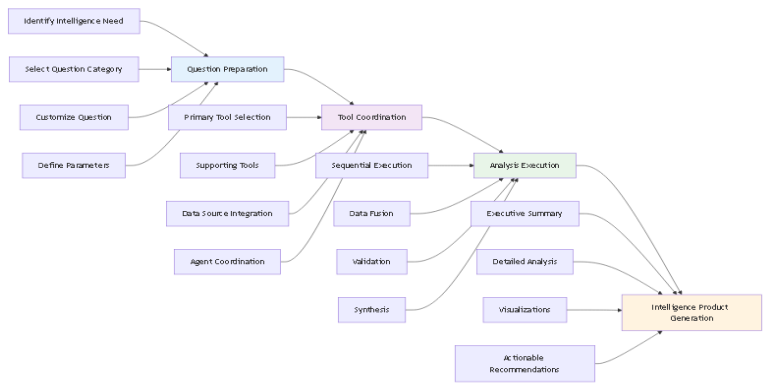 Identify Intelligence Need
Select Question Category
Question Preparation
Customize Question
Primary Tool Selection
Tool Coordination
Define Parameters
Supporting Tools
Sequential Execution
Analysis Execution
Data Source Integration
Data Fusion
Executive Summary
Agent Coordination
Validation
Detailed Analysis
Synthesis
Visualizations
Intelligence Product
Generation
Actionable
Recommendations